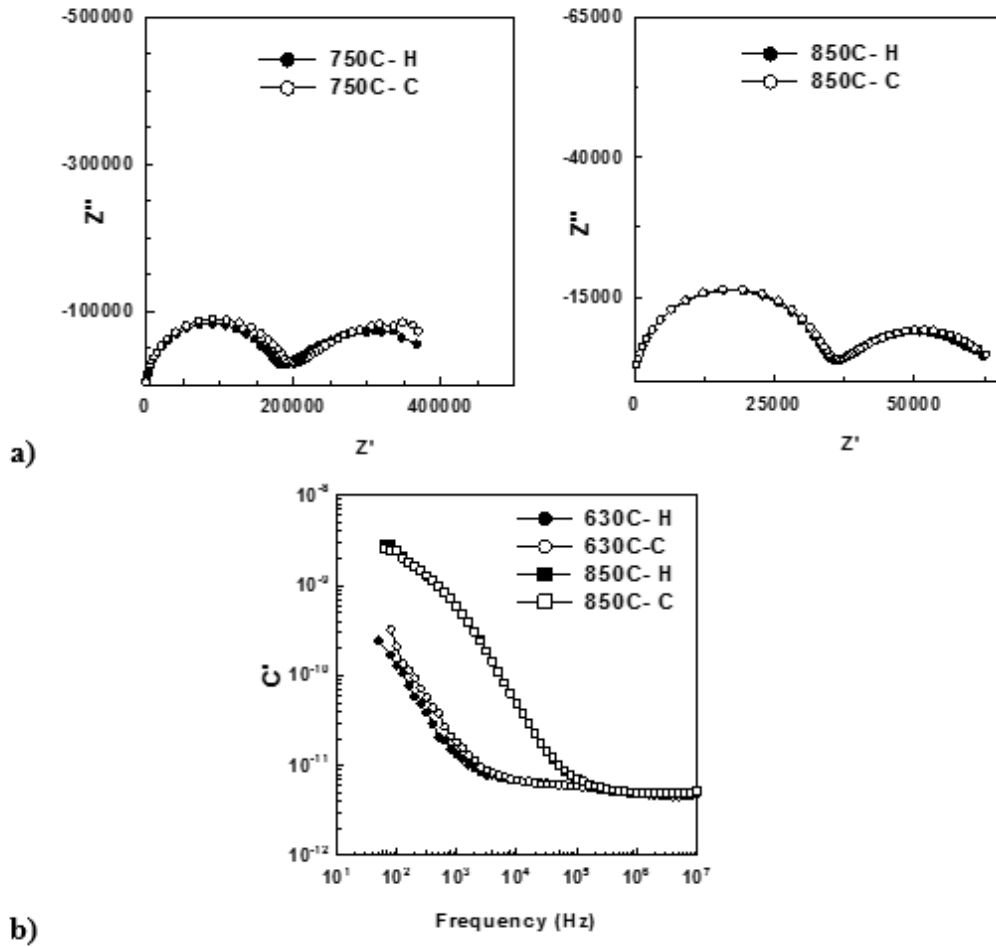 -500000
-300000
-100000
Z''
750C- H
750C- C
0
200000
400000
Z'
-65000
-40000
-15000
Z''
850C- H
850C- C
0
25000
50000
Z'
a)
10⁻⁸
10⁻⁹
10⁻¹⁰
10⁻¹¹
10⁻¹²
C'
630C- H
630C-C
850C- H
850C- C
10¹
10²
10³
10⁴
10⁵
10⁶
10⁷
Frequency (Hz)
b)